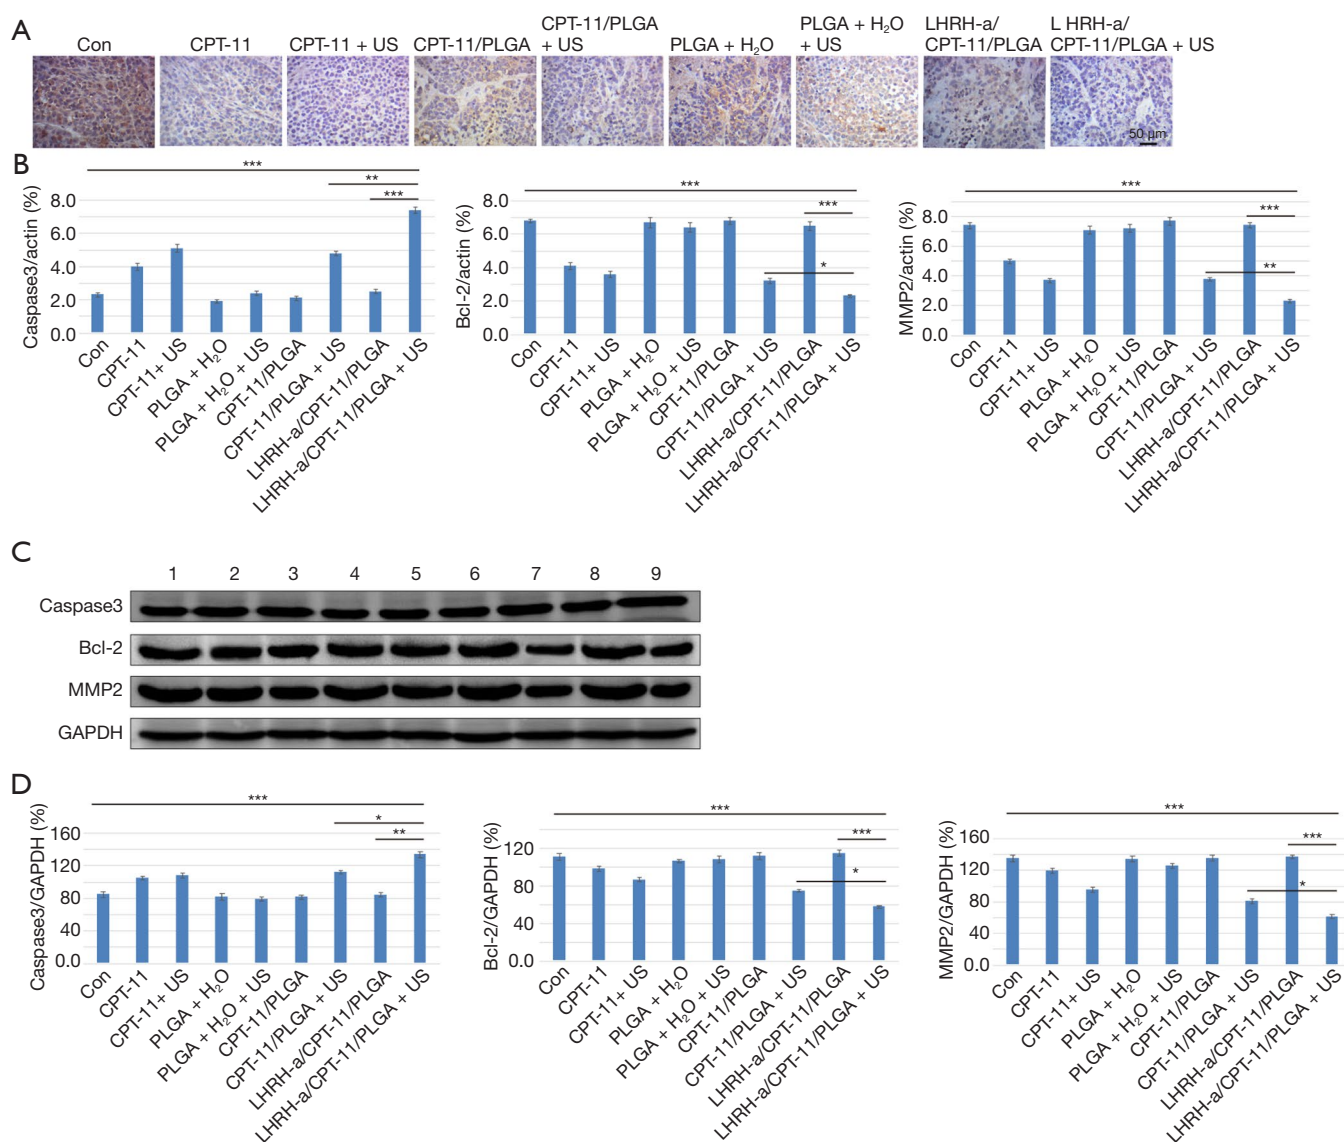 A
Con
CPT-11
CPT-11 + US
CPT-11/PLGA
CPT-11/PLGA
+ US
PLGA + H₂O
PLGA + H₂O
+ US
LHRH-a/
CPT-11/PLGA
L HRH-a/
CPT-11/PLGA + US
50 μm
B
Caspase3/actin (%)
8.0
6.0
4.0
2.0
0.0
***
**
***
Con
CPT-11
CPT-11+ US
PLGA + H₂O
PLGA + H₂O + US
CPT-11/PLGA
CPT-11/PLGA + US
LHRH-a/CPT-11/PLGA
LHRH-a/CPT-11/PLGA + US
Bcl-2/actin (%)
8.0
6.0
4.0
2.0
0.0
***
***
*
Con
CPT-11
CPT-11+ US
PLGA + H₂O
PLGA + H₂O + US
CPT-11/PLGA
CPT-11/PLGA + US
LHRH-a/CPT-11/PLGA
LHRH-a/CPT-11/PLGA + US
MMP2/actin (%)
8.0
6.0
4.0
2.0
0.0
***
***
**
Con
CPT-11
CPT-11+ US
PLGA + H₂O
PLGA + H₂O + US
CPT-11/PLGA
CPT-11/PLGA + US
LHRH-a/CPT-11/PLGA
LHRH-a/CPT-11/PLGA + US
C
1 2 3 4 5 6 7 8 9
Caspase3
Bcl-2
MMP2
GAPDH
D
Caspase3/GAPDH (%)
160
120
80
40
0.0
***
*
**
Con
CPT-11
CPT-11+ US
PLGA + H₂O
PLGA + H₂O + US
CPT-11/PLGA
CPT-11/PLGA + US
LHRH-a/CPT-11/PLGA
LHRH-a/CPT-11/PLGA + US
Bcl-2/GAPDH (%)
120
80
40
0.0
***
***
*
Con
CPT-11
CPT-11+ US
PLGA + H₂O
PLGA + H₂O + US
CPT-11/PLGA
CPT-11/PLGA + US
LHRH-a/CPT-11/PLGA
LHRH-a/CPT-11/PLGA + US
MMP2/GAPDH (%)
160
120
80
40
0.0
***
***
*
Con
CPT-11
CPT-11+ US
PLGA + H₂O
PLGA + H₂O + US
CPT-11/PLGA
CPT-11/PLGA + US
LHRH-a/CPT-11/PLGA
LHRH-a/CPT-11/PLGA + US